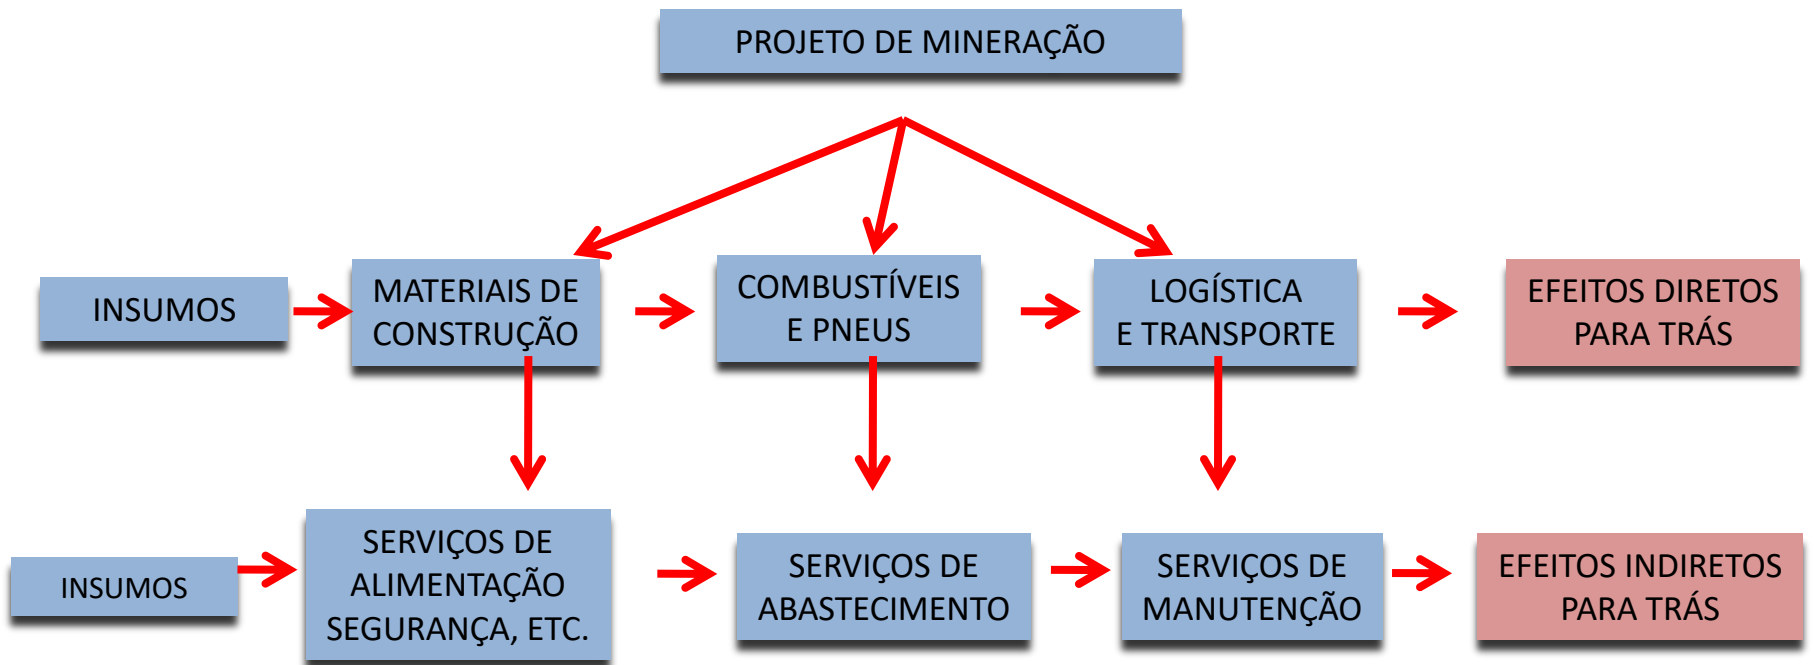 PROJETO DE MINERAÇÃO
INSUMOS
MATERIAIS DE
CONSTRUÇÃO
COMBUSTÍVEIS
E PNEUS
LOGÍSTICA
E TRANSPORTE
EFEITOS DIRETOS
PARA TRÁS
INSUMOS
SERVIÇOS DE
ALIMENTAÇÃO
SEGURANÇA, ETC.
SERVIÇOS DE
ABASTECIMENTO
SERVIÇOS DE
MANUTENÇÃO
EFEITOS INDIRETOS
PARA TRÁS